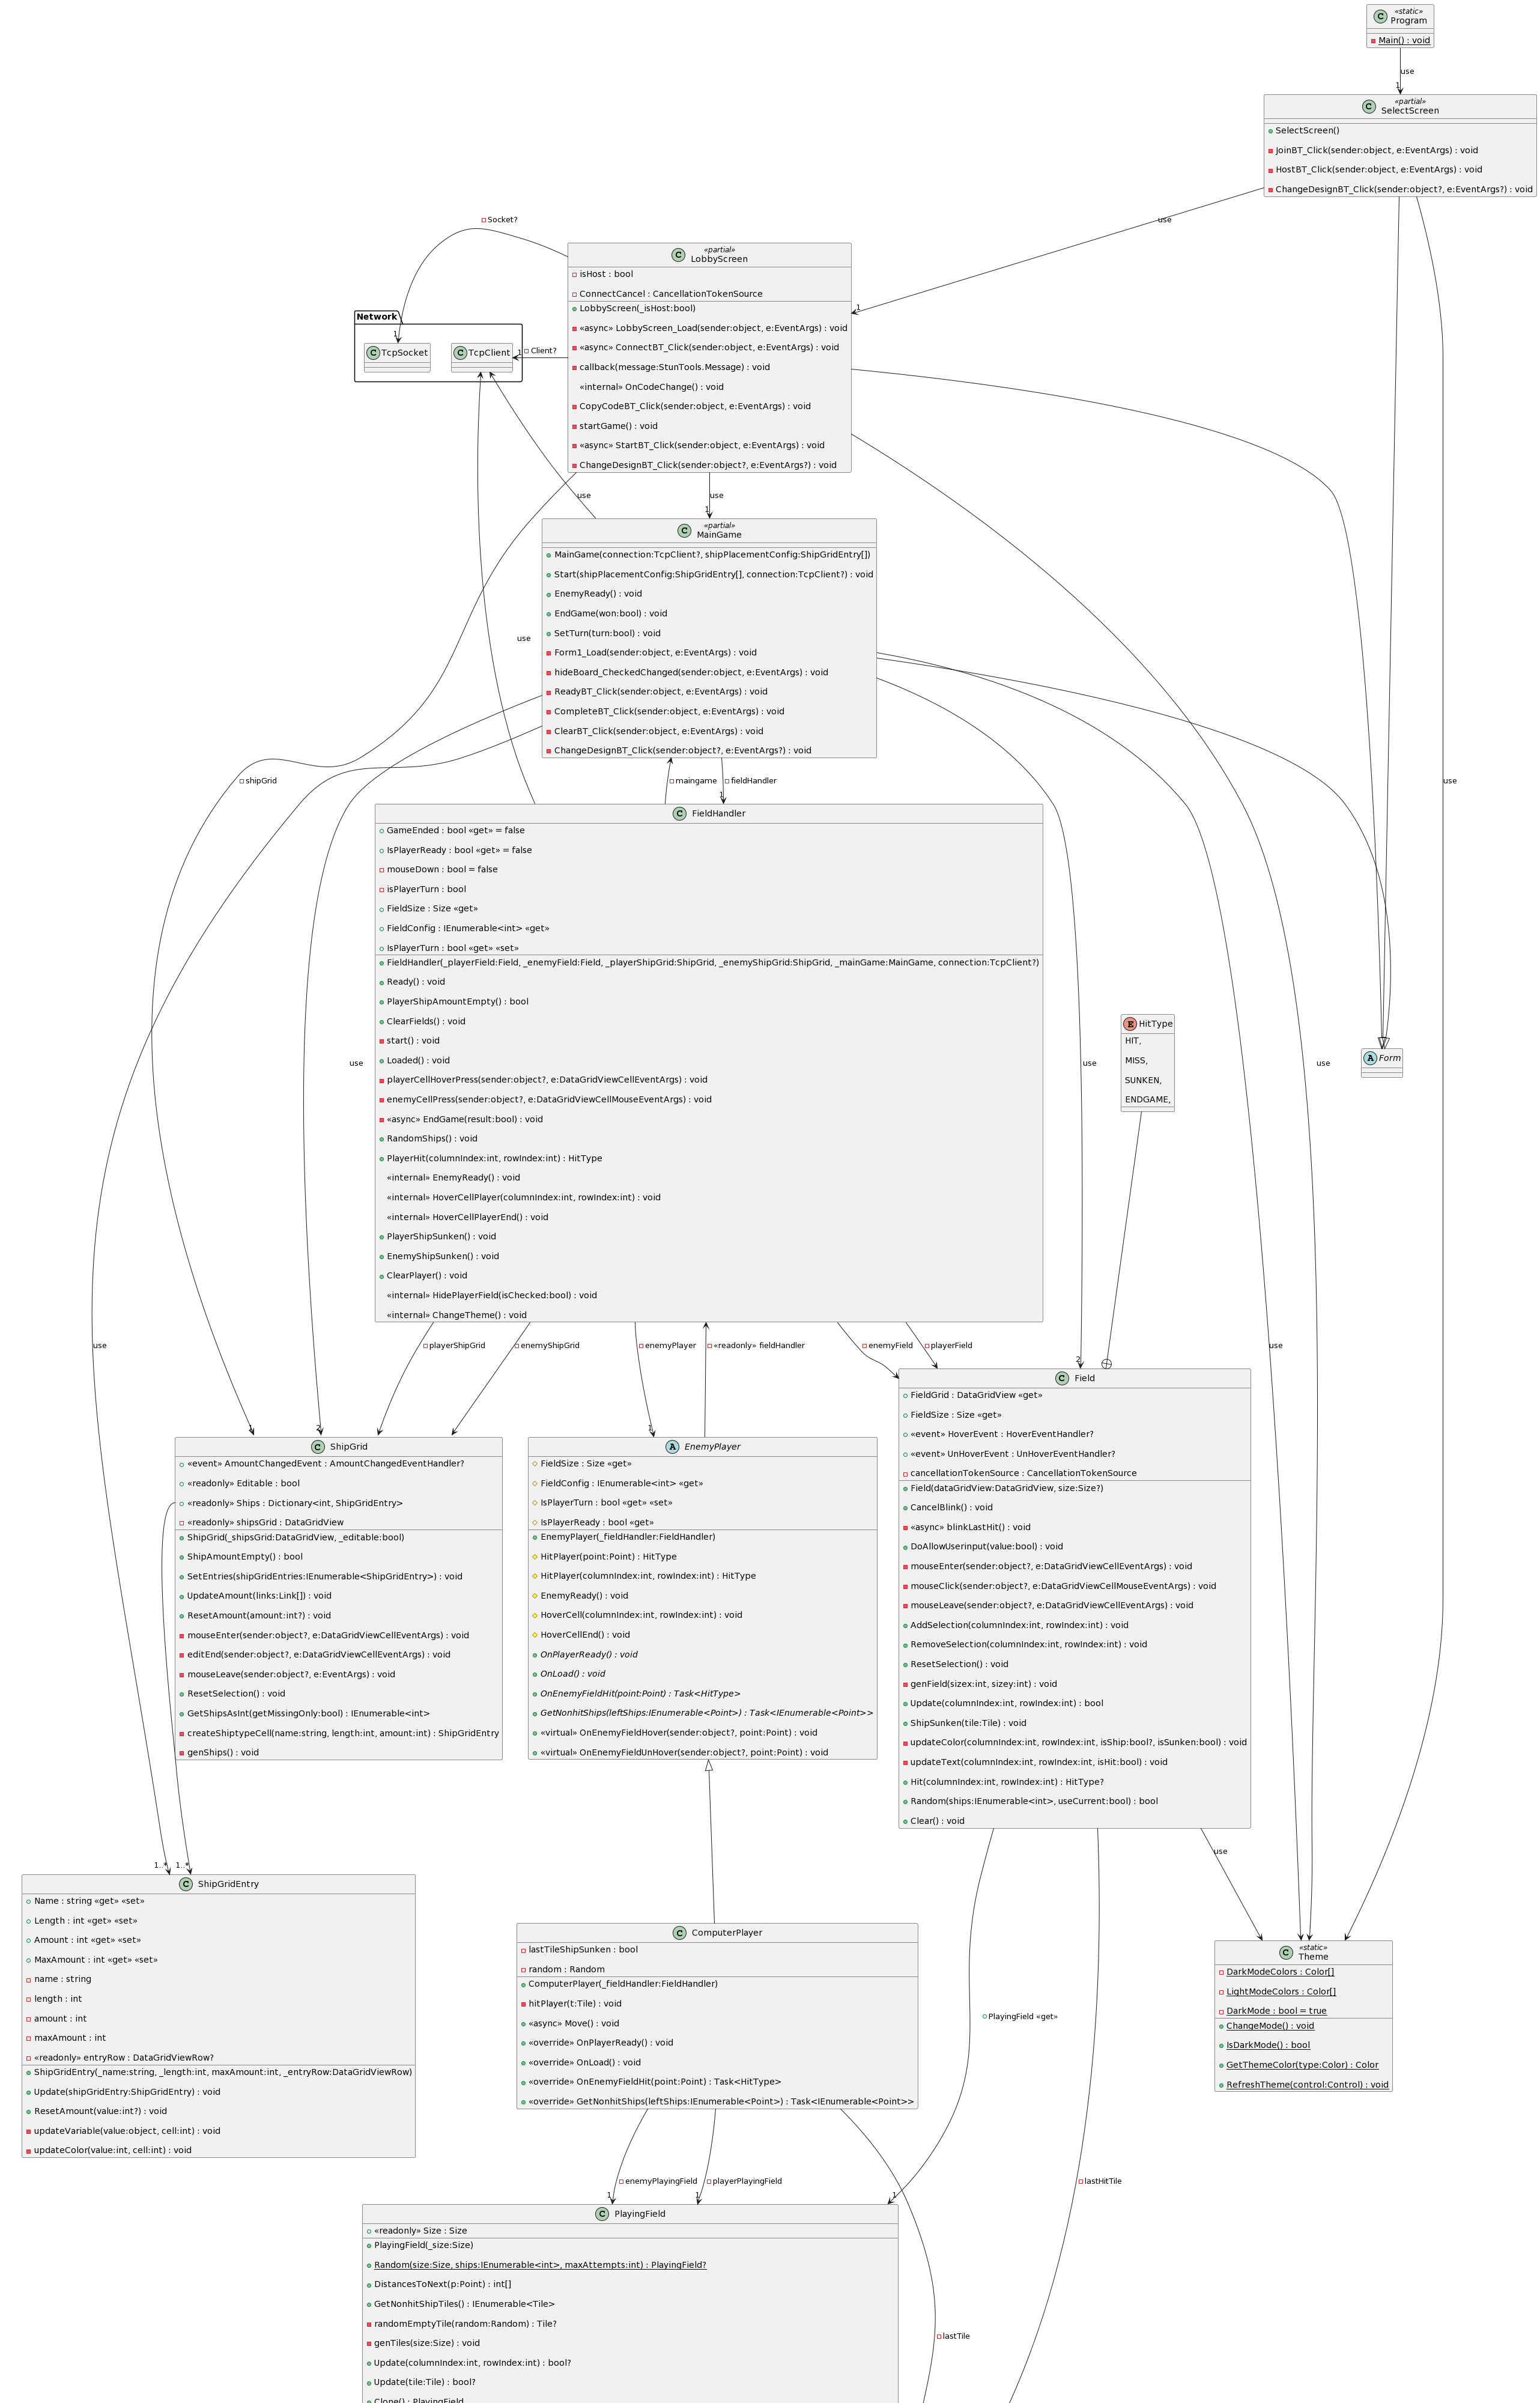 «static»
Program
Main() : void
use
1
«partial»
SelectScreen
SelectScreen()
JoinBT_Click(sender:object, e:EventArgs) : void
HostBT_Click(sender:object, e:EventArgs) : void
ChangeDesignBT_Click(sender:object?, e:EventArgs?) : void
use
Socket?
1
«partial»
LobbyScreen
isHost : bool
ConnectCancel : CancellationTokenSource
LobbyScreen(_isHost:bool)
«async» LobbyScreen_Load(sender:object, e:EventArgs) : void
«async» ConnectBT_Click(sender:object, e:EventArgs) : void
callback(message:StunTools.Message) : void
«internal» OnCodeChange() : void
CopyCodeBT_Click(sender:object, e:EventArgs) : void
startGame() : void
«async» StartBT_Click(sender:object, e:EventArgs) : void
ChangeDesignBT_Click(sender:object?, e:EventArgs?) : void
Network
1
TcpSocket
TcpClient
1
Client?
use
use
1
«partial»
MainGame
MainGame(connection:TcpClient?, shipPlacementConfig:ShipGridEntry[])
Start(shipPlacementConfig:ShipGridEntry[], connection:TcpClient?) : void
EnemyReady() : void
EndGame(won:bool) : void
SetTurn(turn:bool) : void
Form1_Load(sender:object, e:EventArgs) : void
hideBoard_CheckedChanged(sender:object, e:EventArgs) : void
ReadyBT_Click(sender:object, e:EventArgs) : void
CompleteBT_Click(sender:object, e:EventArgs) : void
ClearBT_Click(sender:object, e:EventArgs) : void
ChangeDesignBT_Click(sender:object?, e:EventArgs?) : void
use
shipGrid
maingame
fieldHandler
1
use
FieldHandler
GameEnded : bool «get» = false
IsPlayerReady : bool «get» = false
mouseDown : bool = false
isPlayerTurn : bool
FieldSize : Size «get»
FieldConfig : IEnumerable<int> «get»
IsPlayerTurn : bool «get» «set»
FieldHandler(_playerField:Field, _enemyField:Field, _playerShipGrid:ShipGrid, _enemyShipGrid:ShipGrid, _mainGame:MainGame, connection:TcpClient?)
Ready() : void
PlayerShipAmountEmpty() : bool
ClearFields() : void
start() : void
Loaded() : void
playerCellHoverPress(sender:object?, e:DataGridViewCellEventArgs) : void
enemyCellPress(sender:object?, e:DataGridViewCellMouseEventArgs) : void
«async» EndGame(result:bool) : void
RandomShips() : void
PlayerHit(columnIndex:int, rowIndex:int) : HitType
«internal» EnemyReady() : void
«internal» HoverCellPlayer(columnIndex:int, rowIndex:int) : void
«internal» HoverCellPlayerEnd() : void
PlayerShipSunken() : void
EnemyShipSunken() : void
ClearPlayer() : void
«internal» HidePlayerField(isChecked:bool) : void
«internal» ChangeTheme() : void
HitType
HIT,
MISS,
SUNKEN,
ENDGAME,
Form
use
use
use
use
playerShipGrid
enemyShipGrid
enemyPlayer
«readonly» fieldHandler
enemyField
playerField
1
2
1
2
ShipGrid
«event» AmountChangedEvent : AmountChangedEventHandler?
«readonly» Editable : bool
«readonly» Ships : Dictionary<int, ShipGridEntry>
«readonly» shipsGrid : DataGridView
ShipGrid(_shipsGrid:DataGridView, _editable:bool)
ShipAmountEmpty() : bool
SetEntries(shipGridEntries:IEnumerable<ShipGridEntry>) : void
UpdateAmount(links:Link[]) : void
ResetAmount(amount:int?) : void
mouseEnter(sender:object?, e:DataGridViewCellEventArgs) : void
editEnd(sender:object?, e:DataGridViewCellEventArgs) : void
mouseLeave(sender:object?, e:EventArgs) : void
ResetSelection() : void
GetShipsAsInt(getMissingOnly:bool) : IEnumerable<int>
createShiptypeCell(name:string, length:int, amount:int) : ShipGridEntry
genShips() : void
EnemyPlayer
FieldSize : Size «get»
FieldConfig : IEnumerable<int> «get»
IsPlayerTurn : bool «get» «set»
IsPlayerReady : bool «get»
EnemyPlayer(_fieldHandler:FieldHandler)
HitPlayer(point:Point) : HitType
HitPlayer(columnIndex:int, rowIndex:int) : HitType
EnemyReady() : void
HoverCell(columnIndex:int, rowIndex:int) : void
HoverCellEnd() : void
OnPlayerReady() : void
OnLoad() : void
OnEnemyFieldHit(point:Point) : Task<HitType>
GetNonhitShips(leftShips:IEnumerable<Point>) : Task<IEnumerable<Point>>
«virtual» OnEnemyFieldHover(sender:object?, point:Point) : void
«virtual» OnEnemyFieldUnHover(sender:object?, point:Point) : void
Field
FieldGrid : DataGridView «get»
FieldSize : Size «get»
«event» HoverEvent : HoverEventHandler?
«event» UnHoverEvent : UnHoverEventHandler?
cancellationTokenSource : CancellationTokenSource
Field(dataGridView:DataGridView, size:Size?)
CancelBlink() : void
«async» blinkLastHit() : void
DoAllowUserinput(value:bool) : void
mouseEnter(sender:object?, e:DataGridViewCellEventArgs) : void
mouseClick(sender:object?, e:DataGridViewCellMouseEventArgs) : void
mouseLeave(sender:object?, e:DataGridViewCellEventArgs) : void
AddSelection(columnIndex:int, rowIndex:int) : void
RemoveSelection(columnIndex:int, rowIndex:int) : void
ResetSelection() : void
genField(sizex:int, sizey:int) : void
Update(columnIndex:int, rowIndex:int) : bool
ShipSunken(tile:Tile) : void
updateColor(columnIndex:int, rowIndex:int, isShip:bool?, isSunken:bool) : void
updateText(columnIndex:int, rowIndex:int, isHit:bool) : void
Hit(columnIndex:int, rowIndex:int) : HitType?
Random(ships:IEnumerable<int>, useCurrent:bool) : bool
Clear() : void
use
use
use
1..*
1..*
ShipGridEntry
Name : string «get» «set»
Length : int «get» «set»
Amount : int «get» «set»
MaxAmount : int «get» «set»
name : string
length : int
amount : int
maxAmount : int
«readonly» entryRow : DataGridViewRow?
ShipGridEntry(_name:string, _length:int, maxAmount:int, _entryRow:DataGridViewRow)
Update(shipGridEntry:ShipGridEntry) : void
ResetAmount(value:int?) : void
updateVariable(value:object, cell:int) : void
updateColor(value:int, cell:int) : void
ComputerPlayer
lastTileShipSunken : bool
random : Random
ComputerPlayer(_fieldHandler:FieldHandler)
hitPlayer(t:Tile) : void
«async» Move() : void
«override» OnPlayerReady() : void
«override» OnLoad() : void
«override» OnEnemyFieldHit(point:Point) : Task<HitType>
«override» GetNonhitShips(leftShips:IEnumerable<Point>) : Task<IEnumerable<Point>>
PlayingField «get»
«static»
Theme
DarkModeColors : Color[]
LightModeColors : Color[]
DarkMode : bool = true
ChangeMode() : void
IsDarkMode() : bool
GetThemeColor(type:Color) : Color
RefreshTheme(control:Control) : void
enemyPlayingField
playerPlayingField
lastHitTile
1
1
1
PlayingField
«readonly» Size : Size
PlayingField(_size:Size)
Random(size:Size, ships:IEnumerable<int>, maxAttempts:int) : PlayingField?
DistancesToNext(p:Point) : int[]
GetNonhitShipTiles() : IEnumerable<Tile>
randomEmptyTile(random:Random) : Tile?
genTiles(size:Size) : void
Update(columnIndex:int, rowIndex:int) : bool?
Update(tile:Tile) : bool?
Clone() : PlayingField
lastTile